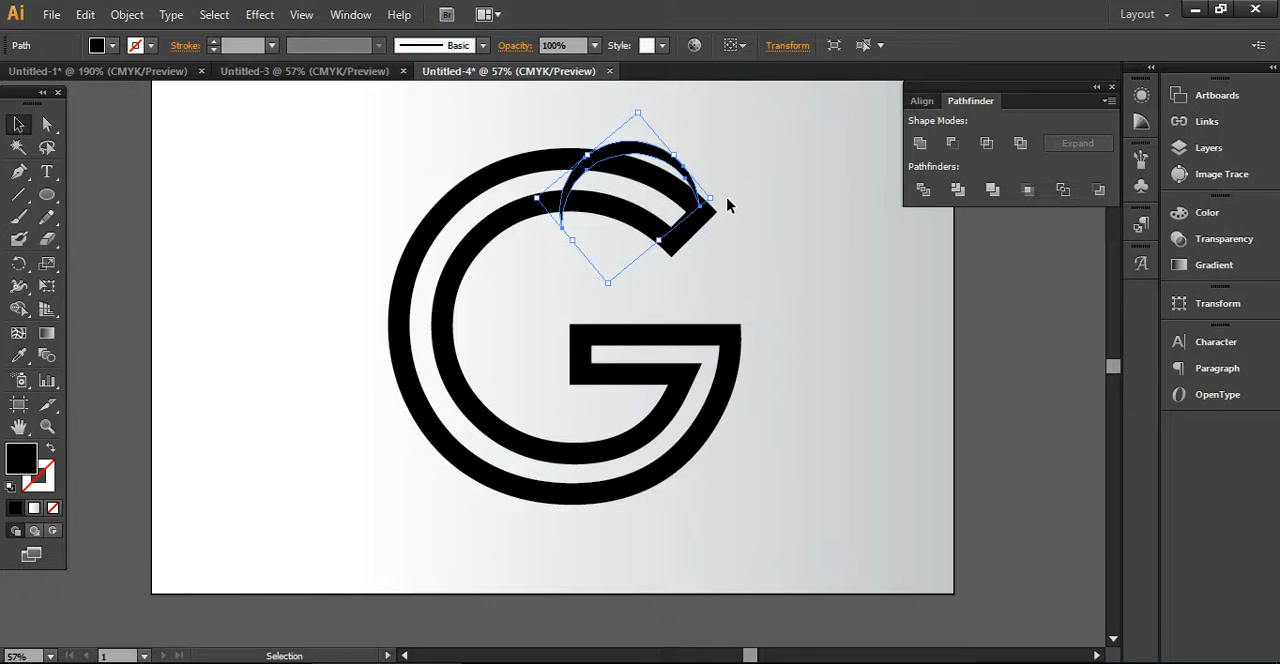 Ai File Edit Object Type Select Effect View Window Help Br Layout
Path Stroke: Basic Opacity: 100% Style: Transform
Untitled-1* @ 190% (CMYK/Preview) × Untitled-3 @ 57% (CMYK/Preview) × Untitled-4* @ 57% (CMYK/Preview) ×
Align Pathfinder
Shape Modes:
Expand
Pathfinders:
Artboards
Links
Layers
Image Trace
Color
Transparency
Gradient
Transform
Character
Paragraph
OpenType
G
57% 1 Selection